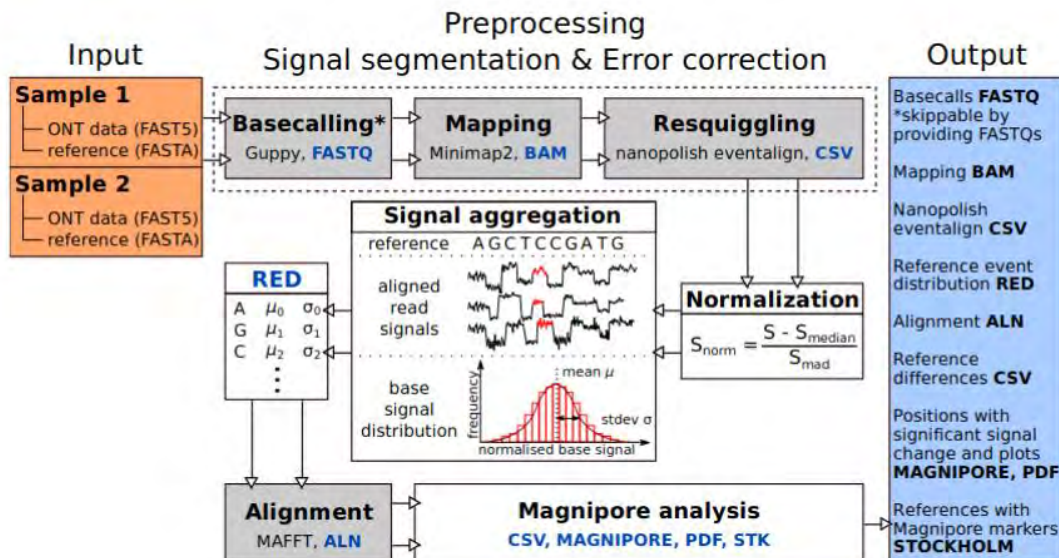 Preprocessing
Input
Signal segmentation & Error correction
Output
Sample 1
ONT data (FAST5)
reference (FASTA)
Sample 2
ONT data (FAST5)
reference (FASTA)
Basecalling*
Guppy, FASTQ
Mapping
Minimap2, BAM
Resquiggling
nanopolish eventalign, CSV
Normalization
S_norm = (S - S_median) / S_mad
Signal aggregation
reference A G C T C C G A T G
aligned
read
signals
base
signal
distribution
frequency
mean μ
stdev σ
normalised base signal
RED
A μ₀ σ₀
G μ₁ σ₁
C μ₂ σ₂
⋮
Alignment
MAFFT, ALN
Magnipore analysis
CSV, MAGNIPORE, PDF, STK
Basecalls FASTQ
*skippable by
providing FASTQs
Mapping BAM
Nanopolish
eventalign CSV
Reference event
distribution RED
Alignment ALN
Reference
differences CSV
Positions with
significant signal
change and plots
MAGNIPORE, PDF
References with
Magnipore markers
STOCKHOLM